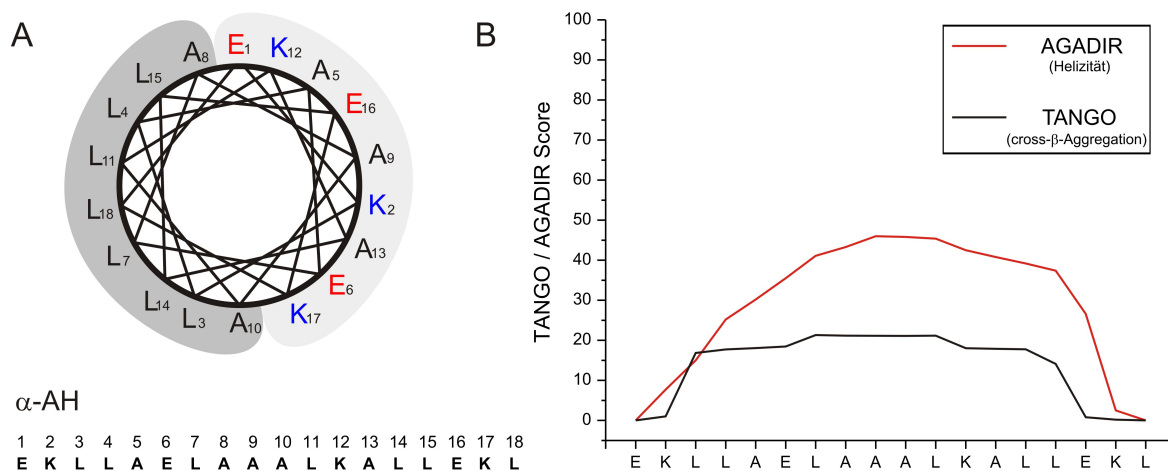 A
E1
K12
A5
E16
A9
K2
A13
E6
K17
A10
L3
L14
L7
L18
L11
L4
L15
A8
α-AH
1 2 3 4 5 6 7 8 9 10 11 12 13 14 15 16 17 18
E K L L A E L A A A L K A L L E K L
B
TANGO / AGADIR Score
100
90
80
70
60
50
40
30
20
10
0
E K L L A E L A A A L K A L L E K L
AGADIR
(Helizität)
TANGO
(cross-β-Aggregation)